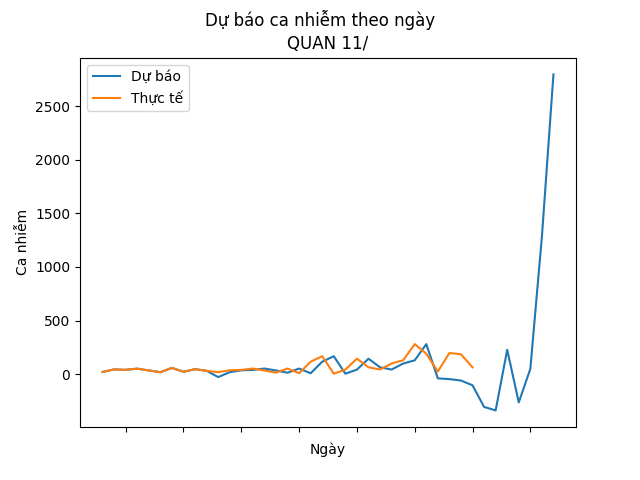 Dự báo ca nhiễm theo ngày
QUAN 11/
Dự báo
Thực tế
2500
2000
1500
1000
500
0
Ca nhiễm
Ngày